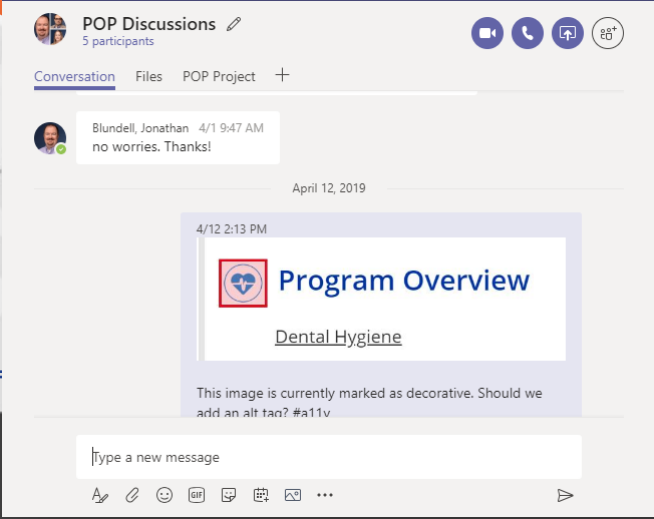 POP Discussions
5 participants
Conversation Files POP Project
Blundell, Jonathan 4/1 9:47 AM
no worries. Thanks!
April 12, 2019
4/12 2:13 PM
Program Overview
Dental Hygiene
This image is currently marked as decorative. Should we
add an alt tag? #a11y
Type a new message
GIF